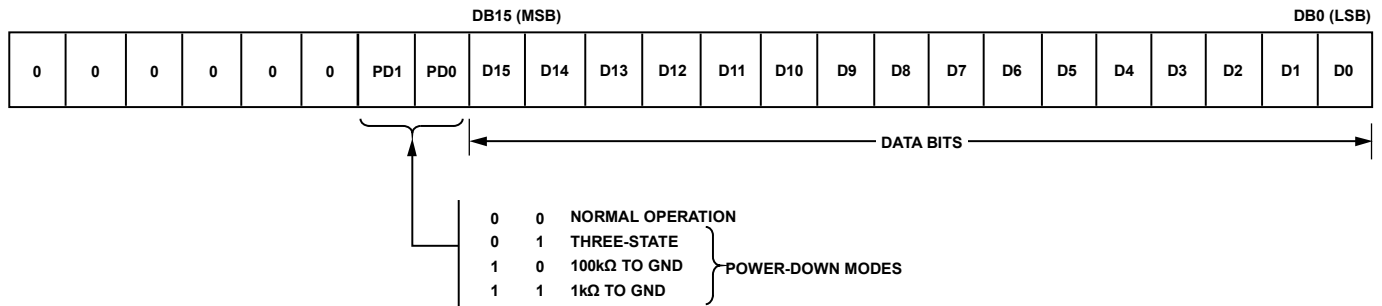 DB15 (MSB) DB0 (LSB)
0 0 0 0 0 0 PD1 PD0 D15 D14 D13 D12 D11 D10 D9 D8 D7 D6 D5 D4 D3 D2 D1 D0
DATA BITS
0 0 NORMAL OPERATION
0 1 THREE-STATE
1 0 100kΩ TO GND
POWER-DOWN MODES
1 1 1kΩ TO GND